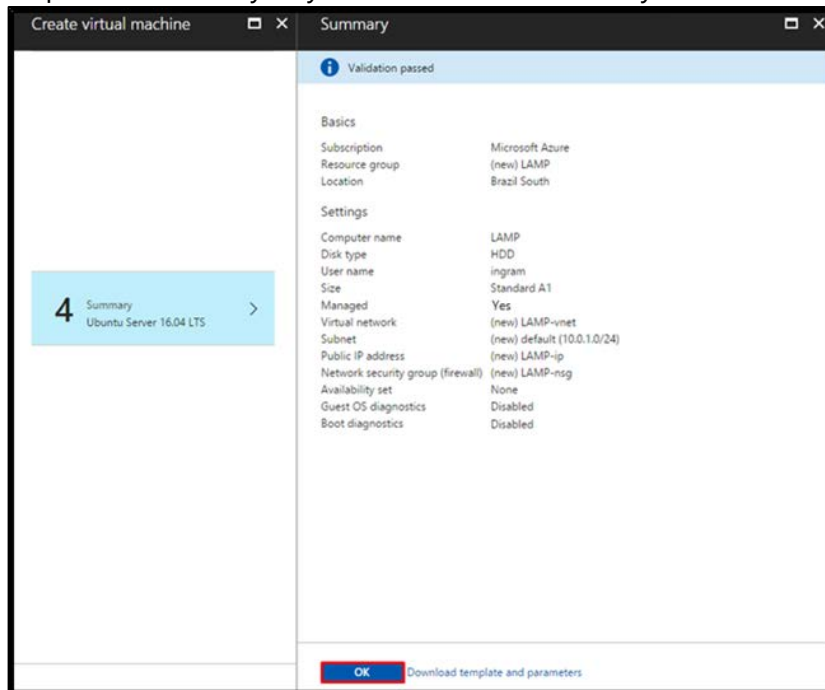 Create virtual machine
4 Summary
Ubuntu Server 16.04 LTS
Summary
Validation passed
Basics
Subscription Microsoft Azure
Resource group (new) LAMP
Location Brazil South
Settings
Computer name LAMP
Disk type HDD
User name ingram
Size Standard A1
Managed Yes
Virtual network (new) LAMP-vnet
Subnet (new) default (10.0.1.0/24)
Public IP address (new) LAMP-ip
Network security group (firewall) (new) LAMP-nsg
Availability set None
Guest OS diagnostics Disabled
Boot diagnostics Disabled
OK Download template and parameters